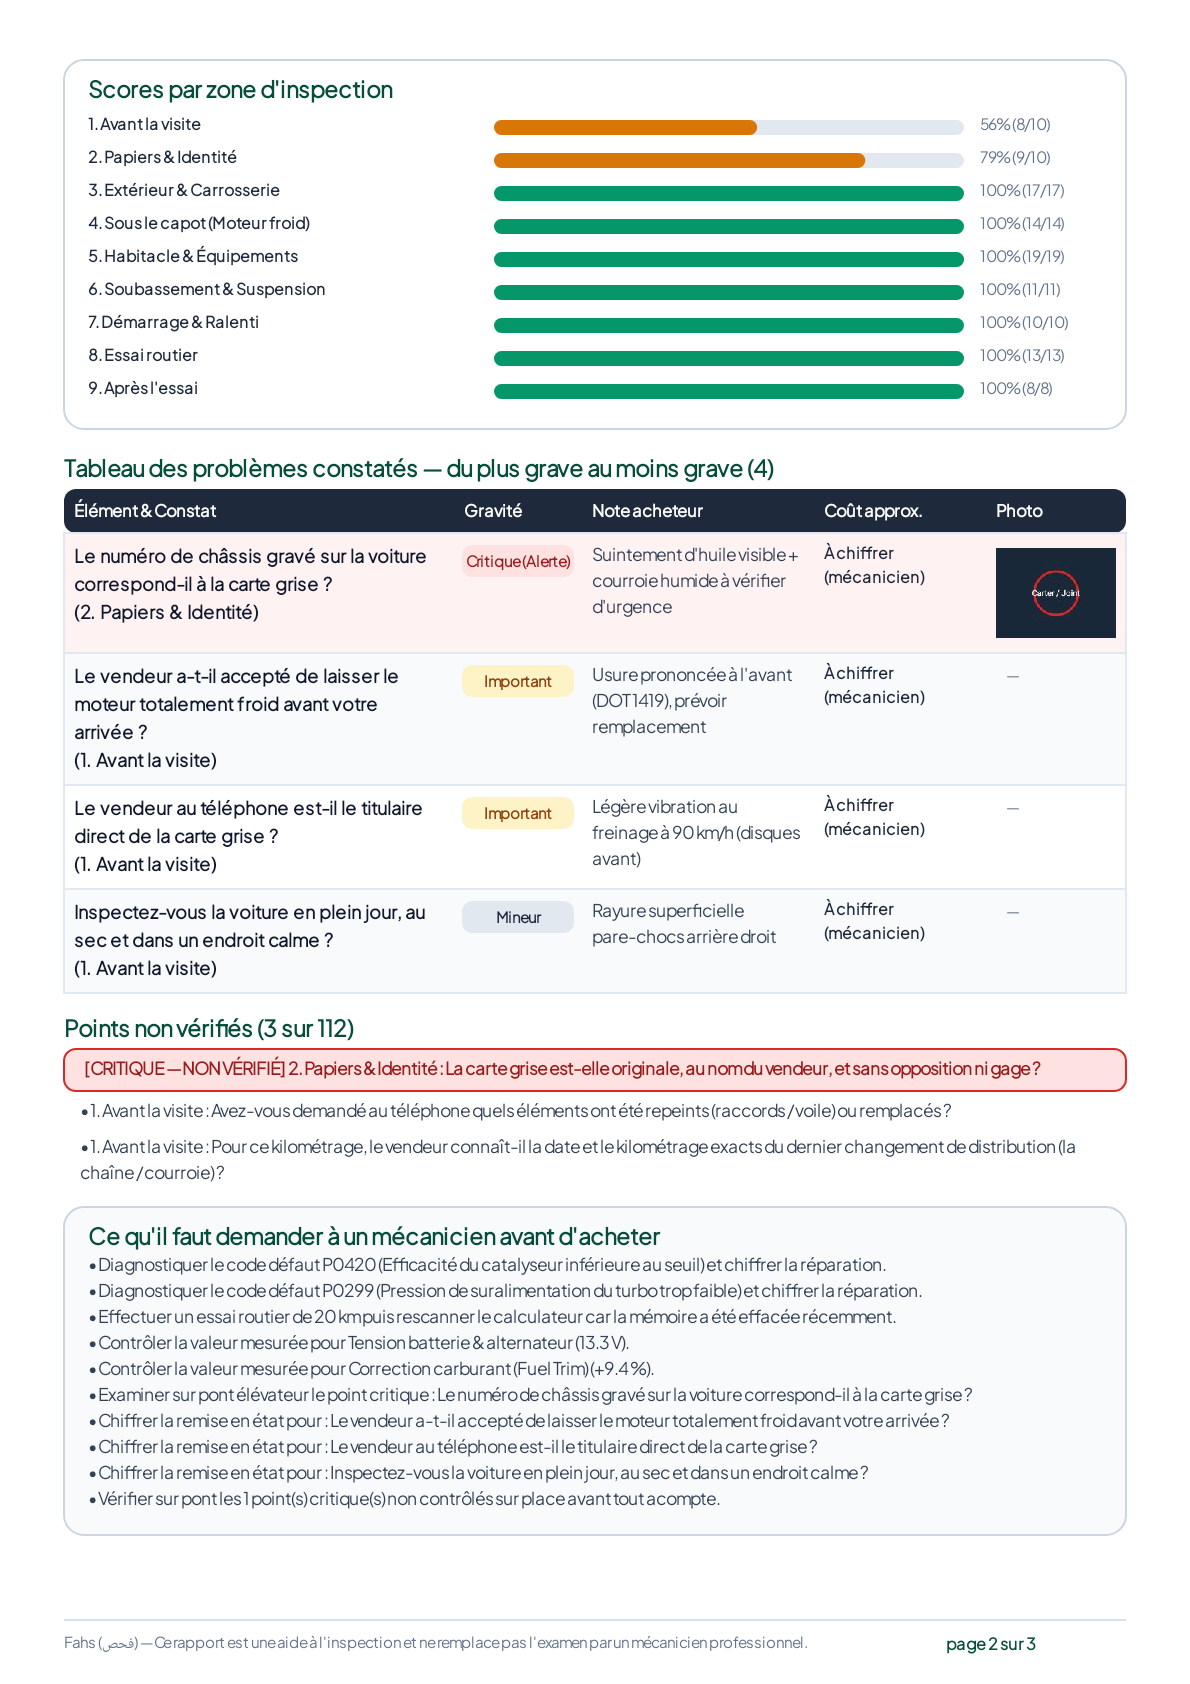 Scores par zone d'inspection
1. Avant la visite 56% (8/10)
2. Papiers & Identité 79% (9/10)
3. Extérieur & Carrosserie 100% (17/17)
4. Sous le capot (Moteur froid) 100% (14/14)
5. Habitacle & Équipements 100% (19/19)
6. Soubassement & Suspension 100% (11/11)
7. Démarrage & Ralenti 100% (10/10)
8. Essai routier 100% (13/13)
9. Après l'essai 100% (8/8)
Tableau des problèmes constatés — du plus grave au moins grave (4)
Élément & Constat Gravité Note acheteur Coût approx. Photo
Le numéro de châssis gravé sur la voiture
correspond-il à la carte grise ?
(2. Papiers & Identité)
Critique (Alerte)
Suintement d'huile visible +
courroie humide à vérifier
d'urgence
À chiffrer
(mécanicien)
Carter / Joint
Le vendeur a-t-il accepté de laisser le
moteur totalement froid avant votre
arrivée ?
(1. Avant la visite)
Important
Usure prononcée à l'avant
(DOT 1419), prévoir
remplacement
À chiffrer
(mécanicien)
—
Le vendeur au téléphone est-il le titulaire
direct de la carte grise ?
(1. Avant la visite)
Important
Légère vibration au
freinage à 90 km/h (disques
avant)
À chiffrer
(mécanicien)
—
Inspectez-vous la voiture en plein jour, au
sec et dans un endroit calme ?
(1. Avant la visite)
Mineur
Rayure superficielle
pare-chocs arrière droit
À chiffrer
(mécanicien)
—
Points non vérifiés (3 sur 112)
[CRITIQUE — NON VÉRIFIÉ] 2. Papiers & Identité : La carte grise est-elle originale, au nom du vendeur, et sans opposition ni gage ?
• 1. Avant la visite : Avez-vous demandé au téléphone quels éléments ont été repeints (raccords / voile) ou remplacés ?
• 1. Avant la visite : Pour ce kilométrage, le vendeur connaît-il la date et le kilométrage exacts du dernier changement de distribution (la
chaîne / courroie) ?
Ce qu'il faut demander à un mécanicien avant d'acheter
• Diagnostiquer le code défaut P0420 (Efficacité du catalyseur inférieure au seuil) et chiffrer la réparation.
• Diagnostiquer le code défaut P0299 (Pression de suralimentation du turbo trop faible) et chiffrer la réparation.
• Effectuer un essai routier de 20 km puis rescanner le calculateur car la mémoire a été effacée récemment.
• Contrôler la valeur mesurée pour Tension batterie & alternateur (13.3 V).
• Contrôler la valeur mesurée pour Correction carburant (Fuel Trim) (+9.4 %).
• Examiner sur pont élévateur le point critique : Le numéro de châssis gravé sur la voiture correspond-il à la carte grise ?
• Chiffrer la remise en état pour : Le vendeur a-t-il accepté de laisser le moteur totalement froid avant votre arrivée ?
• Chiffrer la remise en état pour : Le vendeur au téléphone est-il le titulaire direct de la carte grise ?
• Chiffrer la remise en état pour : Inspectez-vous la voiture en plein jour, au sec et dans un endroit calme ?
• Vérifier sur pont les 1 point(s) critique(s) non contrôlés sur place avant tout acompte.
Fahs (فحص) — Ce rapport est une aide à l'inspection et ne remplace pas l'examen par un mécanicien professionnel.
page 2 sur 3